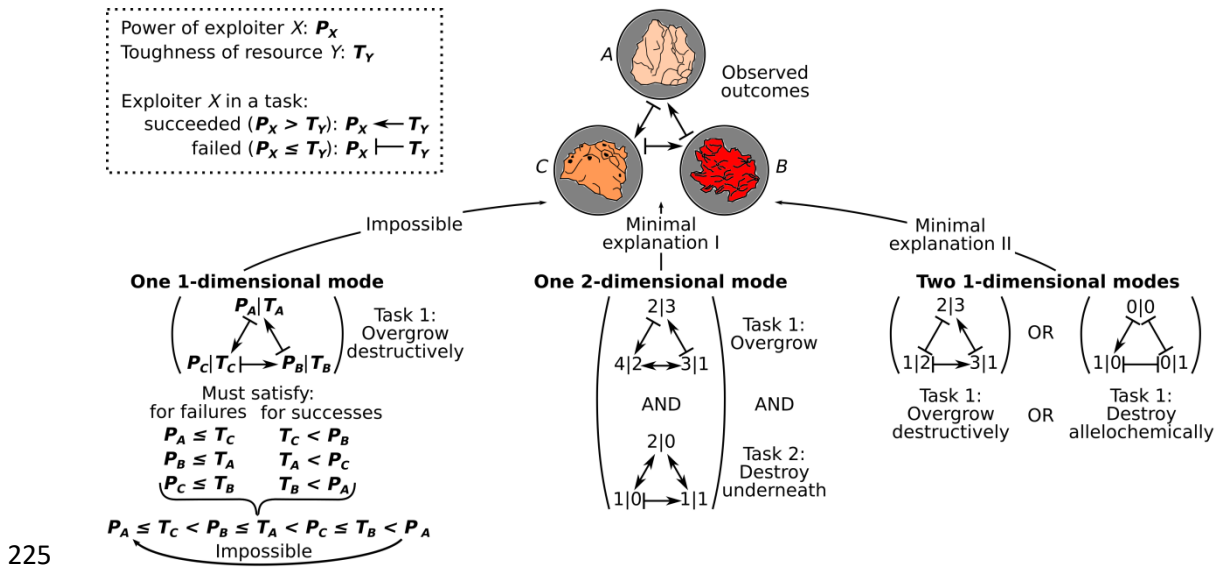 Power of exploiter X: P_X
Toughness of resource Y: T_Y
Exploiter X in a task:
succeeded (P_X > T_Y): P_X ← T_Y
failed (P_X ≤ T_Y): P_X ⊢ T_Y
A
Observed
outcomes
C
B
Impossible
Minimal
explanation I
Minimal
explanation II
One 1-dimensional mode
P_A|T_A
P_C|T_C
P_B|T_B
Task 1:
Overgrow
destructively
Must satisfy:
for failures for successes
P_A ≤ T_C T_C < P_B
P_B ≤ T_A T_A < P_C
P_C ≤ T_B T_B < P_A
P_A ≤ T_C < P_B ≤ T_A < P_C ≤ T_B < P_A
Impossible
One 2-dimensional mode
2|3
4|2 3|1
Task 1:
Overgrow
AND AND
2|0
1|0 1|1
Task 2:
Destroy
underneath
Two 1-dimensional modes
2|3
1|2 3|1
OR
0|0
1|0 0|1
Task 1:
Overgrow
destructively
OR
Task 1:
Destroy
allelochemically
225